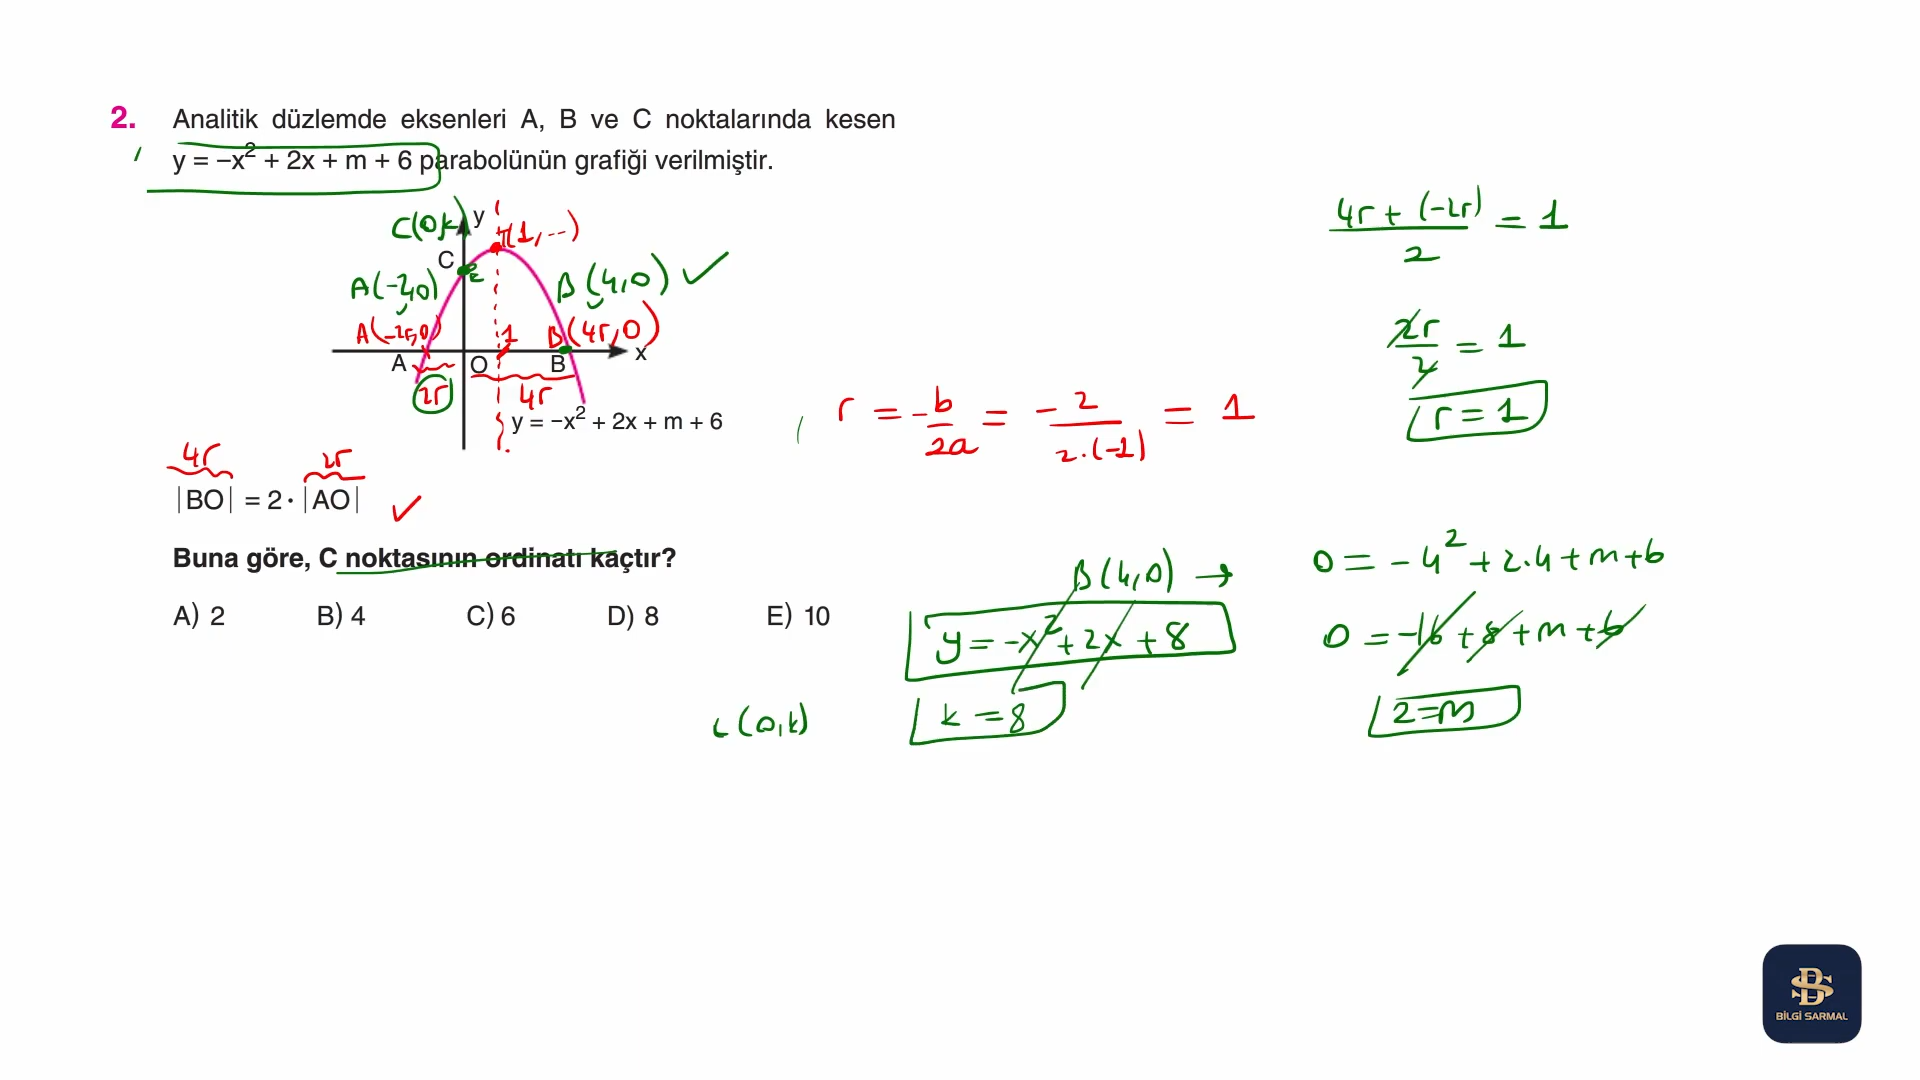 2. Analitik düzlemde eksenleri A, B ve C noktalarında kesen
y = −x² + 2x + m + 6 parabolünün grafiği verilmiştir.
C(0,k)
y
T(1,...)
C
A(-2,0)
B(4,0)
A(-2r,0)
1
B(4r,0)
x
A
O
B
2r
4r
y = −x² + 2x + m + 6
4r
2r
|BO| = 2 · |AO|
Buna göre, C noktasının ordinatı kaçtır?
A) 2 B) 4 C) 6 D) 8 E) 10
r = -b/2a = -2/2.(-1) = 1
4r + (-2r)/2 = 1
2r/2 = 1
r = 1
B(4,0) →
0 = -4² + 2.4 + m + 6
0 = -16 + 8 + m + 6
2 = m
y = -x² + 2x + 8
C(0,k)
k = 8
BS
BİLGİ SARMAL